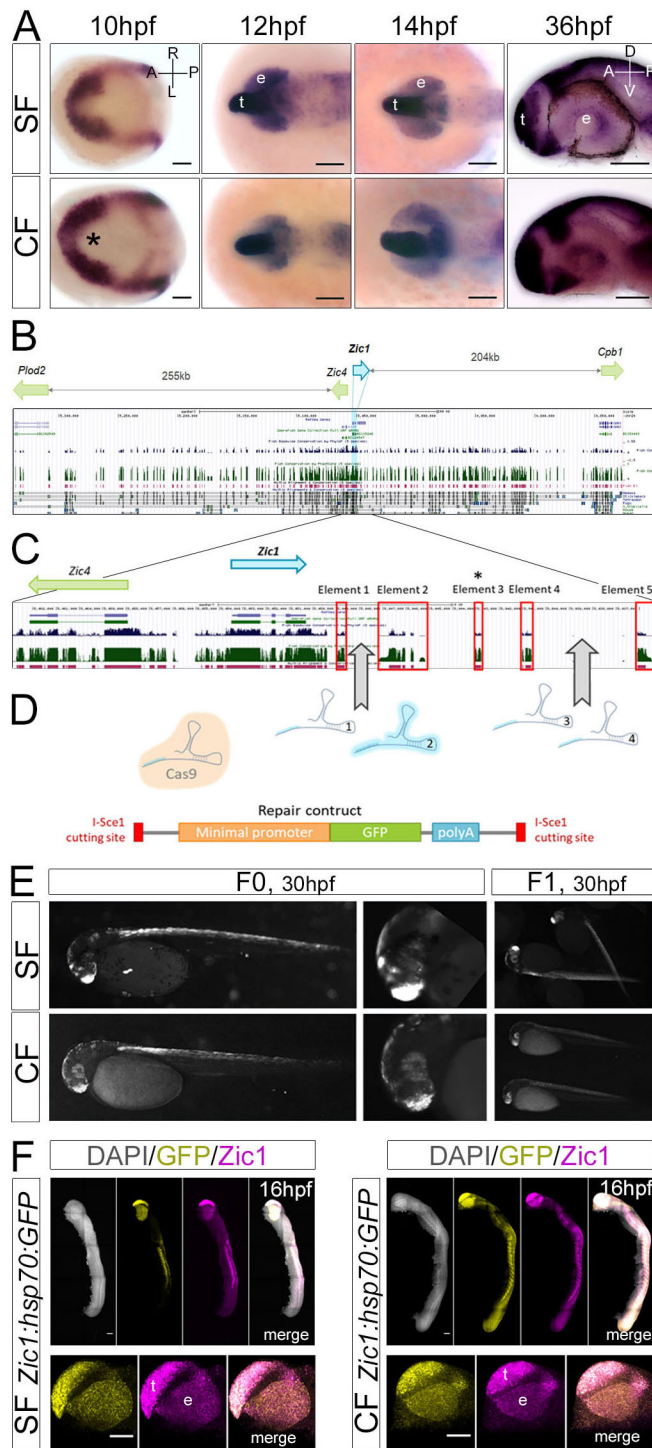 A
10hpf
12hpf
14hpf
36hpf
SF
R
A
P
L
e
t
e
t
D
A
P
V
t
e
CF
*
B
Zic1
Plod2
255kb
Zic4
204kb
Cpb1
C
Zic4
Zic1
*
Element 1
Element 2
Element 3
Element 4
Element 5
D
Cas9
1
2
3
4
Repair contruct
I-Sce1
cutting site
Minimal promoter
GFP
polyA
I-Sce1
cutting site
E
F0, 30hpf
F1, 30hpf
SF
CF
F
DAPI/GFP/Zic1
DAPI/GFP/Zic1
SF Zic1:hsp70:GFP
16hpf
merge
t
e
merge
CF Zic1:hsp70:GFP
16hpf
merge
t
e
merge